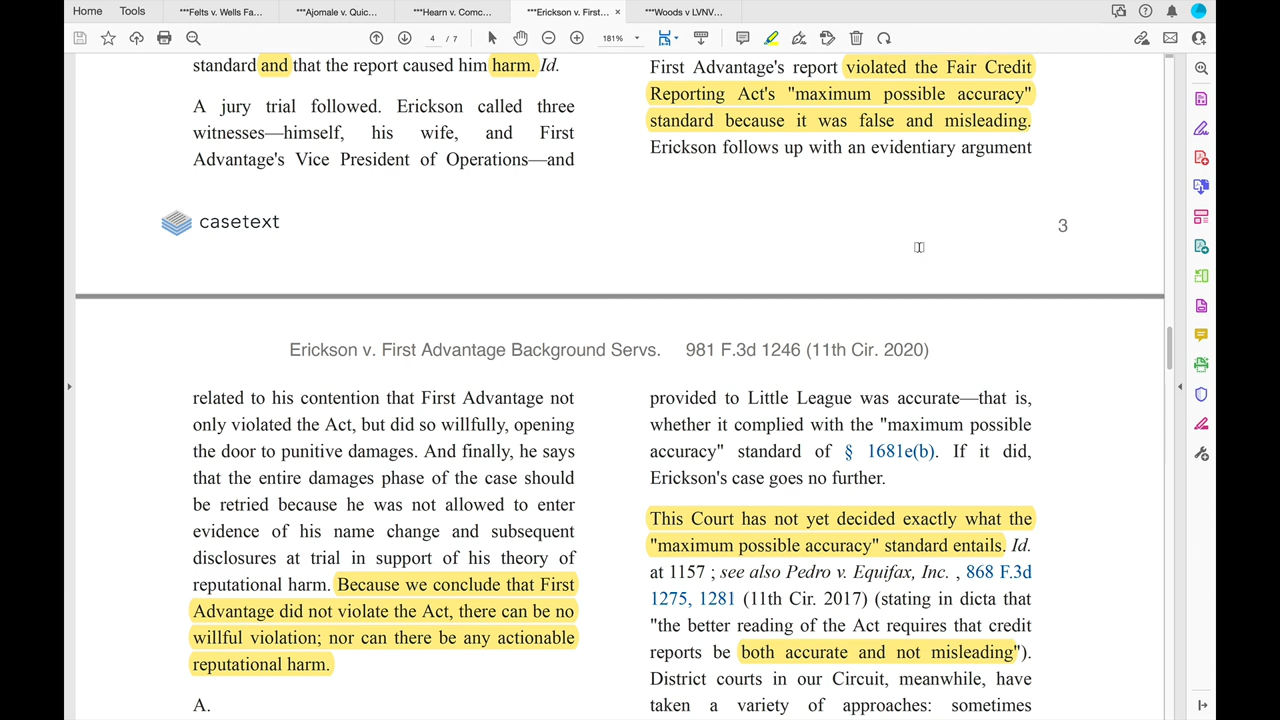 Home Tools ***Felts v. Wells Fa... ***Ajomale v. Quic... ***Hearn v. Comc... ***Erickson v. First... × ***Woods v LVNV...
4 / 7 181%
standard and that the report caused him harm. Id.
A jury trial followed. Erickson called three
witnesses—himself, his wife, and First
Advantage's Vice President of Operations—and
First Advantage's report violated the Fair Credit
Reporting Act's "maximum possible accuracy"
standard because it was false and misleading.
Erickson follows up with an evidentiary argument
casetext
3
Erickson v. First Advantage Background Servs. 981 F.3d 1246 (11th Cir. 2020)
related to his contention that First Advantage not
only violated the Act, but did so willfully, opening
the door to punitive damages. And finally, he says
that the entire damages phase of the case should
be retried because he was not allowed to enter
evidence of his name change and subsequent
disclosures at trial in support of his theory of
reputational harm. Because we conclude that First
Advantage did not violate the Act, there can be no
willful violation; nor can there be any actionable
reputational harm.
A.
provided to Little League was accurate—that is,
whether it complied with the "maximum possible
accuracy" standard of § 1681e(b). If it did,
Erickson's case goes no further.
This Court has not yet decided exactly what the
"maximum possible accuracy" standard entails. Id.
at 1157 ; see also Pedro v. Equifax, Inc. , 868 F.3d
1275, 1281 (11th Cir. 2017) (stating in dicta that
"the better reading of the Act requires that credit
reports be both accurate and not misleading").
District courts in our Circuit, meanwhile, have
taken a variety of approaches: sometimes